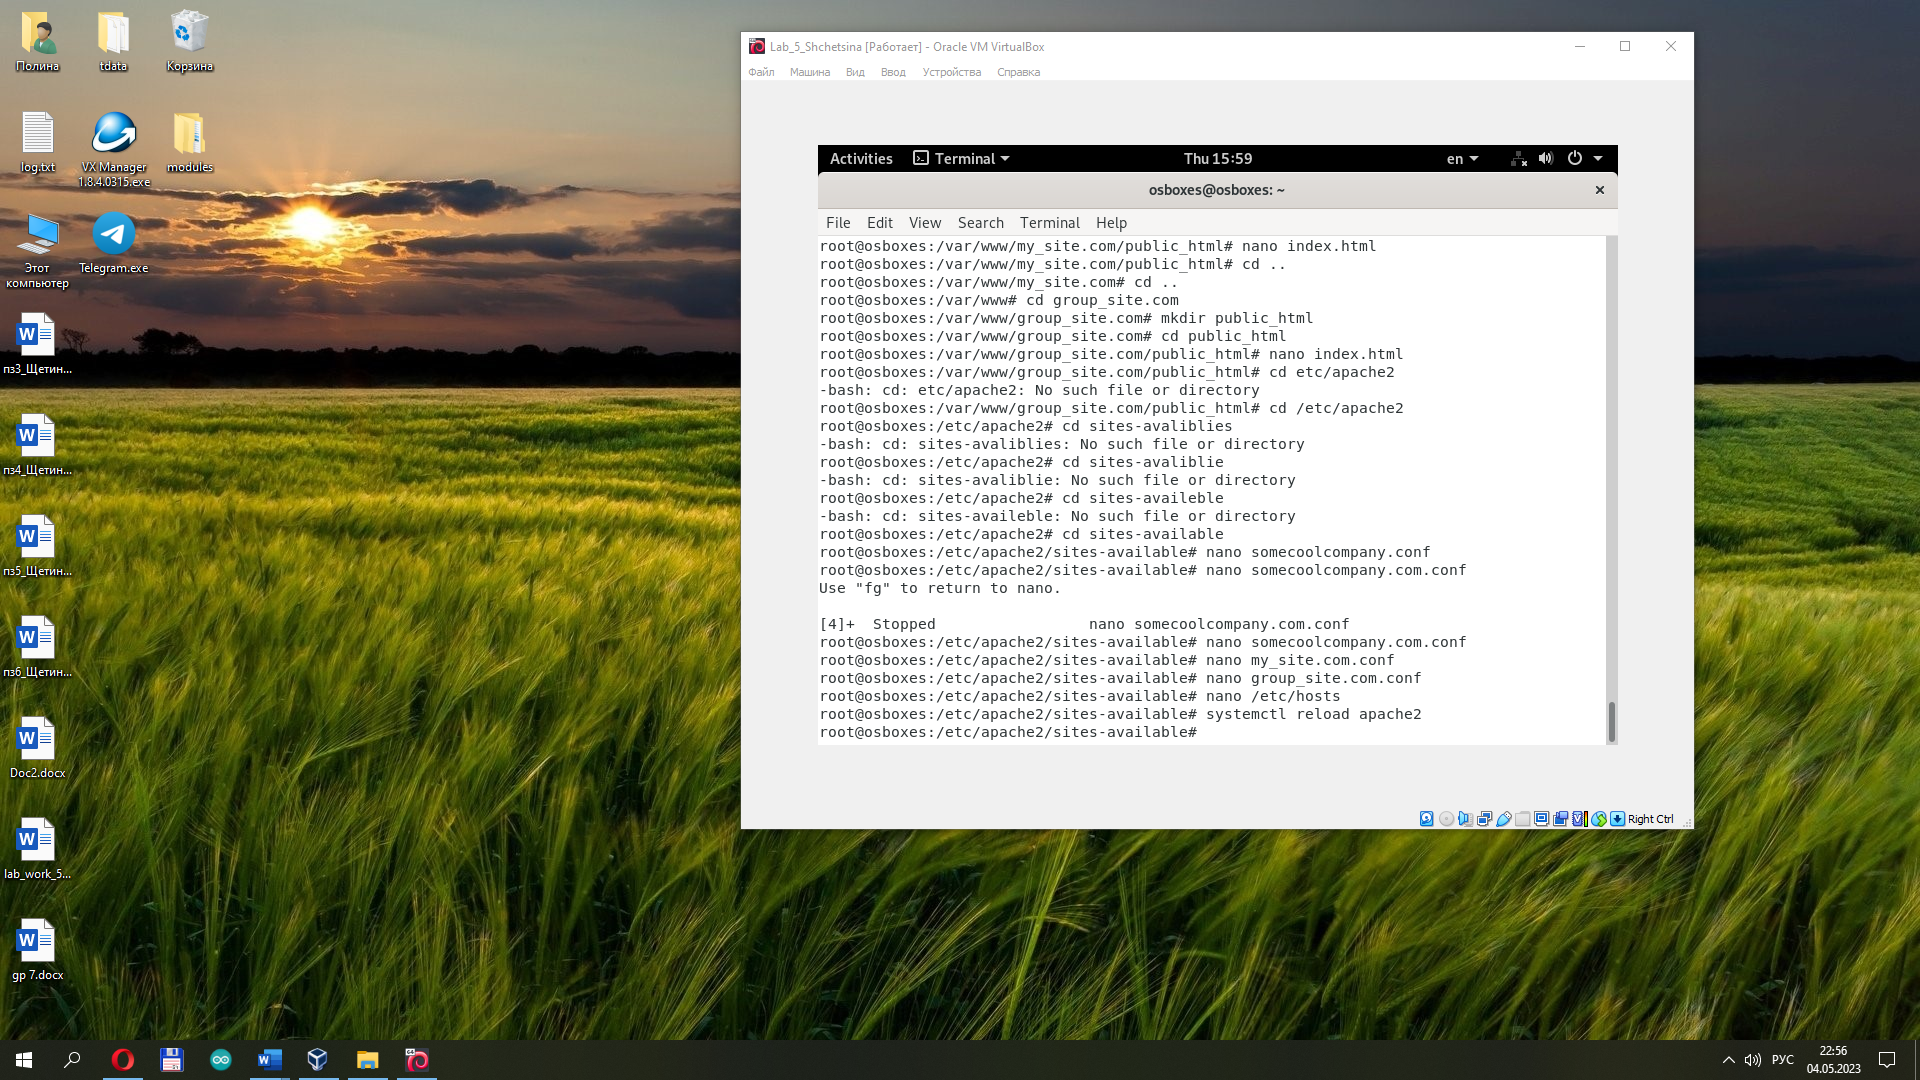 Полина
tdata
Корзина
log.txt
VX Manager
1.8.4.0315.exe
modules
Этот
компьютер
Telegram.exe
пз3_Щетин...
пз4_Щетин...
пз5_Щетин...
пз6_Щетин...
Doc2.docx
lab_work_5...
gp 7.docx
Lab_5_Shchetsina [Работает] - Oracle VM VirtualBox
Файл Машина Вид Ввод Устройства Справка
Activities Terminal Thu 15:59 en
osboxes@osboxes: ~
File Edit View Search Terminal Help
root@osboxes:/var/www/my_site.com/public_html# nano index.html
root@osboxes:/var/www/my_site.com/public_html# cd ..
root@osboxes:/var/www/my_site.com# cd ..
root@osboxes:/var/www# cd group_site.com
root@osboxes:/var/www/group_site.com# mkdir public_html
root@osboxes:/var/www/group_site.com# cd public_html
root@osboxes:/var/www/group_site.com/public_html# nano index.html
root@osboxes:/var/www/group_site.com/public_html# cd etc/apache2
-bash: cd: etc/apache2: No such file or directory
root@osboxes:/var/www/group_site.com/public_html# cd /etc/apache2
root@osboxes:/etc/apache2# cd sites-avaliblies
-bash: cd: sites-avaliblies: No such file or directory
root@osboxes:/etc/apache2# cd sites-avaliblie
-bash: cd: sites-avaliblie: No such file or directory
root@osboxes:/etc/apache2# cd sites-availeble
-bash: cd: sites-availeble: No such file or directory
root@osboxes:/etc/apache2# cd sites-available
root@osboxes:/etc/apache2/sites-available# nano somecoolcompany.conf
root@osboxes:/etc/apache2/sites-available# nano somecoolcompany.com.conf
Use "fg" to return to nano.
[4]+  Stopped                 nano somecoolcompany.com.conf
root@osboxes:/etc/apache2/sites-available# nano somecoolcompany.com.conf
root@osboxes:/etc/apache2/sites-available# nano my_site.com.conf
root@osboxes:/etc/apache2/sites-available# nano group_site.com.conf
root@osboxes:/etc/apache2/sites-available# nano /etc/hosts
root@osboxes:/etc/apache2/sites-available# systemctl reload apache2
root@osboxes:/etc/apache2/sites-available#
Right Ctrl
РУС
22:56
04.05.2023